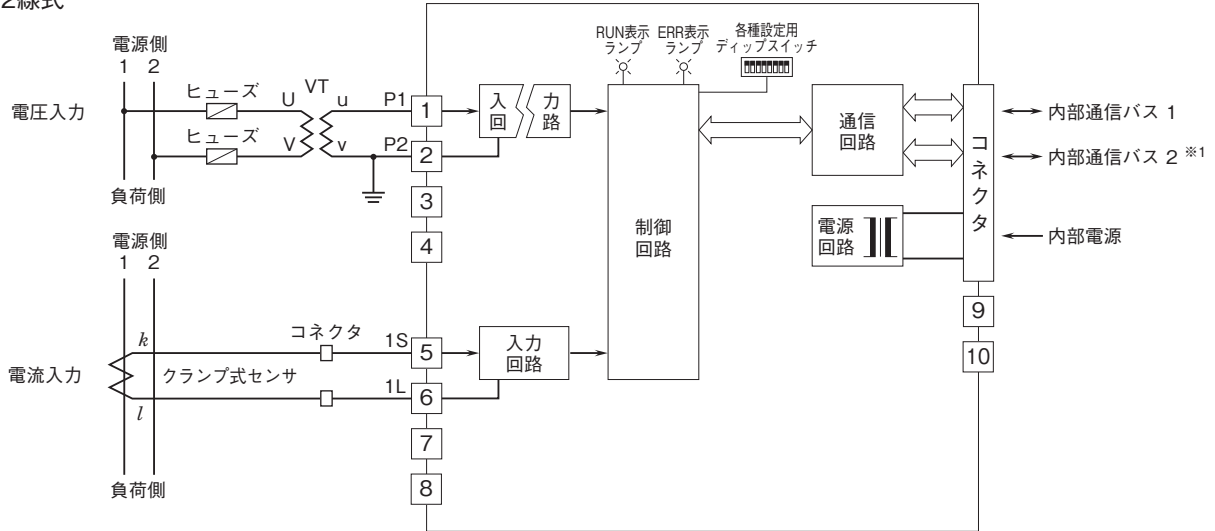 2線式
電源側
1 2
ヒューズ
VT
電圧入力
U
u
P1
1
ヒューズ
V
v
P2
2
負荷側
3
4
入力
回路
RUN表示
ランプ
ERR表示
ランプ
各種設定用
ディップスイッチ
制御
回路
通信
回路
電源
回路
コネクタ
内部通信バス 1
内部通信バス 2 ※1
内部電源
9
10
電源側
1 2
k
コネクタ
1S
5
入力
回路
電流入力
クランプ式センサ
l
1L
6
7
8
負荷側